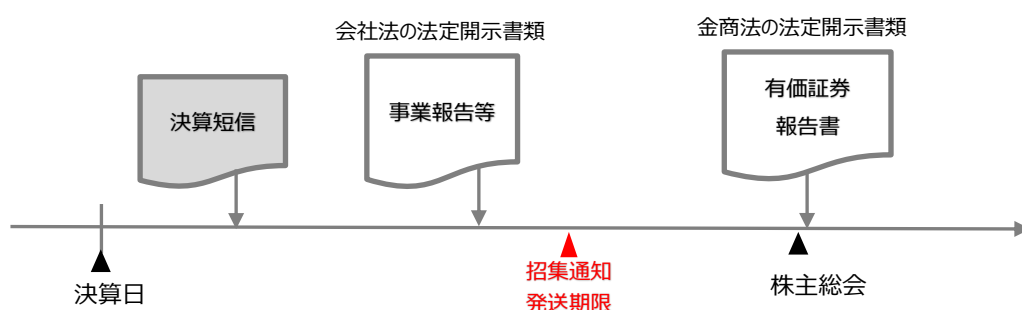 会社法の法定開示書類
金商法の法定開示書類
決算短信
事業報告等
有価証券
報告書
決算日
招集通知
発送期限
株主総会